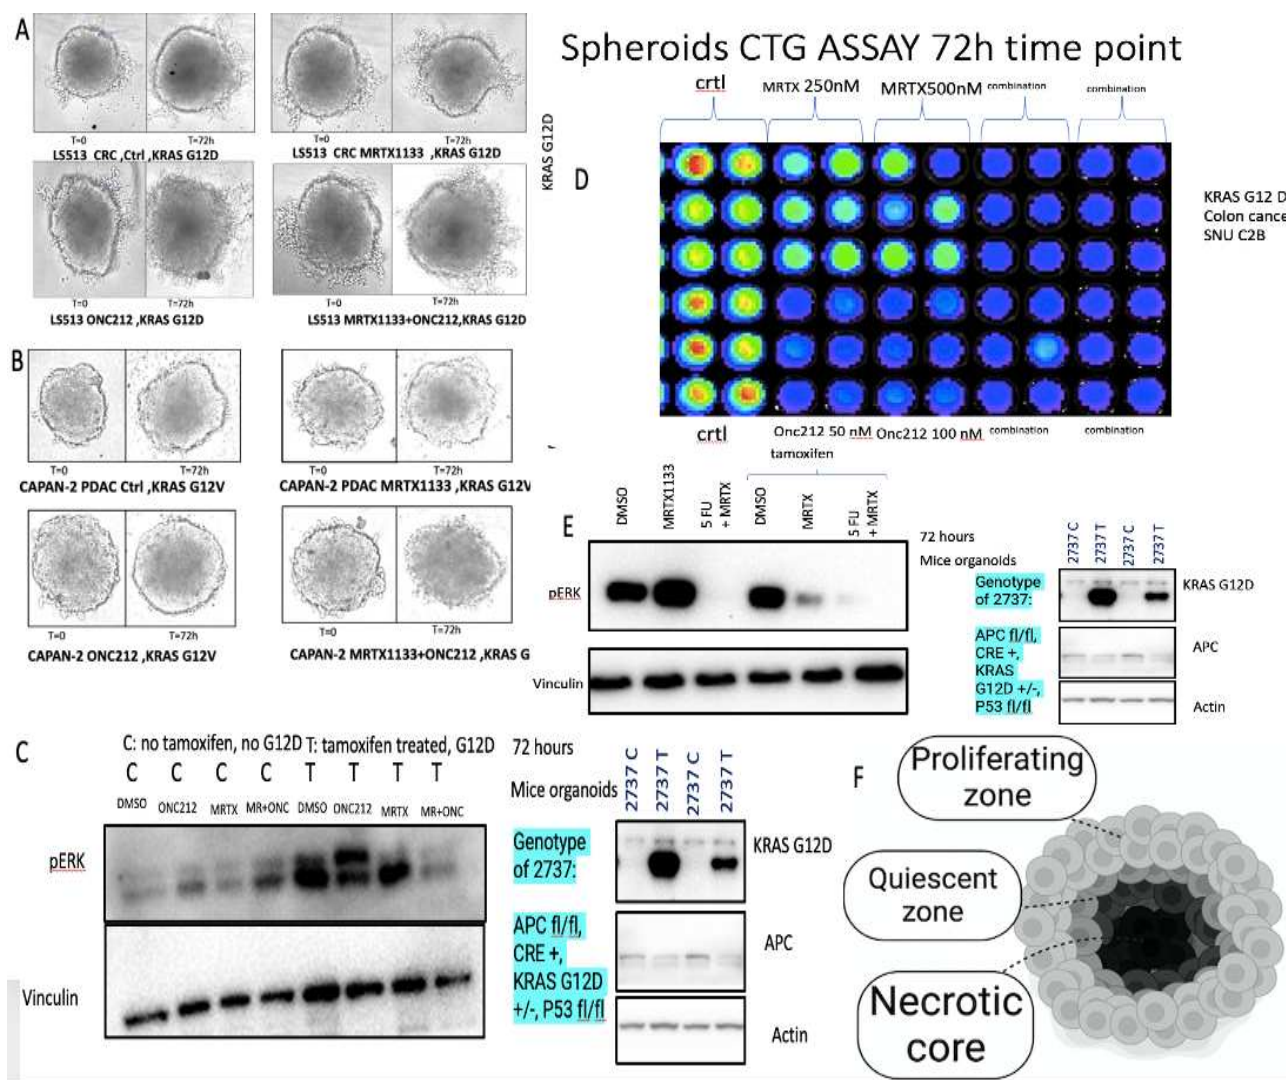 A
T=0
T=72h
LS513 CRC ,Ctrl ,KRAS G12D
T=0
T=72h
LS513 CRC MRTX1133 ,KRAS G12D
KRAS G12D
T=0
T=72h
LS513 ONC212 ,KRAS G12D
T=0
T=72h
LS513 MRTX1133+ONC212,KRAS G12D
B
T=0
T=72h
CAPAN-2 PDAC Ctrl ,KRAS G12V
T=0
T=72h
CAPAN-2 PDAC MRTX1133 ,KRAS G12V
T=0
T=72h
CAPAN-2 ONC212 ,KRAS G12V
T=0
T=72h
CAPAN-2 MRTX1133+ONC212 ,KRAS G
Spheroids CTG ASSAY 72h time point
crtl
MRTX 250nM
MRTX500nM
combination
combination
D
KRAS G12 D
Colon cance
SNU C2B
crtl
Onc212 50 nM
Onc212 100 nM
combination
combination
tamoxifen
E
DMSO
MRTX1133
5 FU
+ MRTX
DMSO
MRTX
5 FU
+ MRTX
pERK
Vinculin
72 hours
Mice organoids
2737 C
2737 T
2737 C
2737 T
Genotype
of 2737:
KRAS G12D
APC fl/fl,
CRE +,
KRAS
G12D +/-,
P53 fl/fl
APC
Actin
C
C: no tamoxifen, no G12D T: tamoxifen treated, G12D
C C C C T T T T
DMSO ONC212 MRTX MR+ONC DMSO ONC212 MRTX MR+ONC
pERK
Vinculin
72 hours
Mice organoids
2737 C
2737 T
2737 C
2737 T
Genotype
of 2737:
KRAS G12D
APC fl/fl,
CRE +,
KRAS G12D
+/-, P53 fl/fl
APC
Actin
F
Proliferating
zone
Quiescent
zone
Necrotic
core